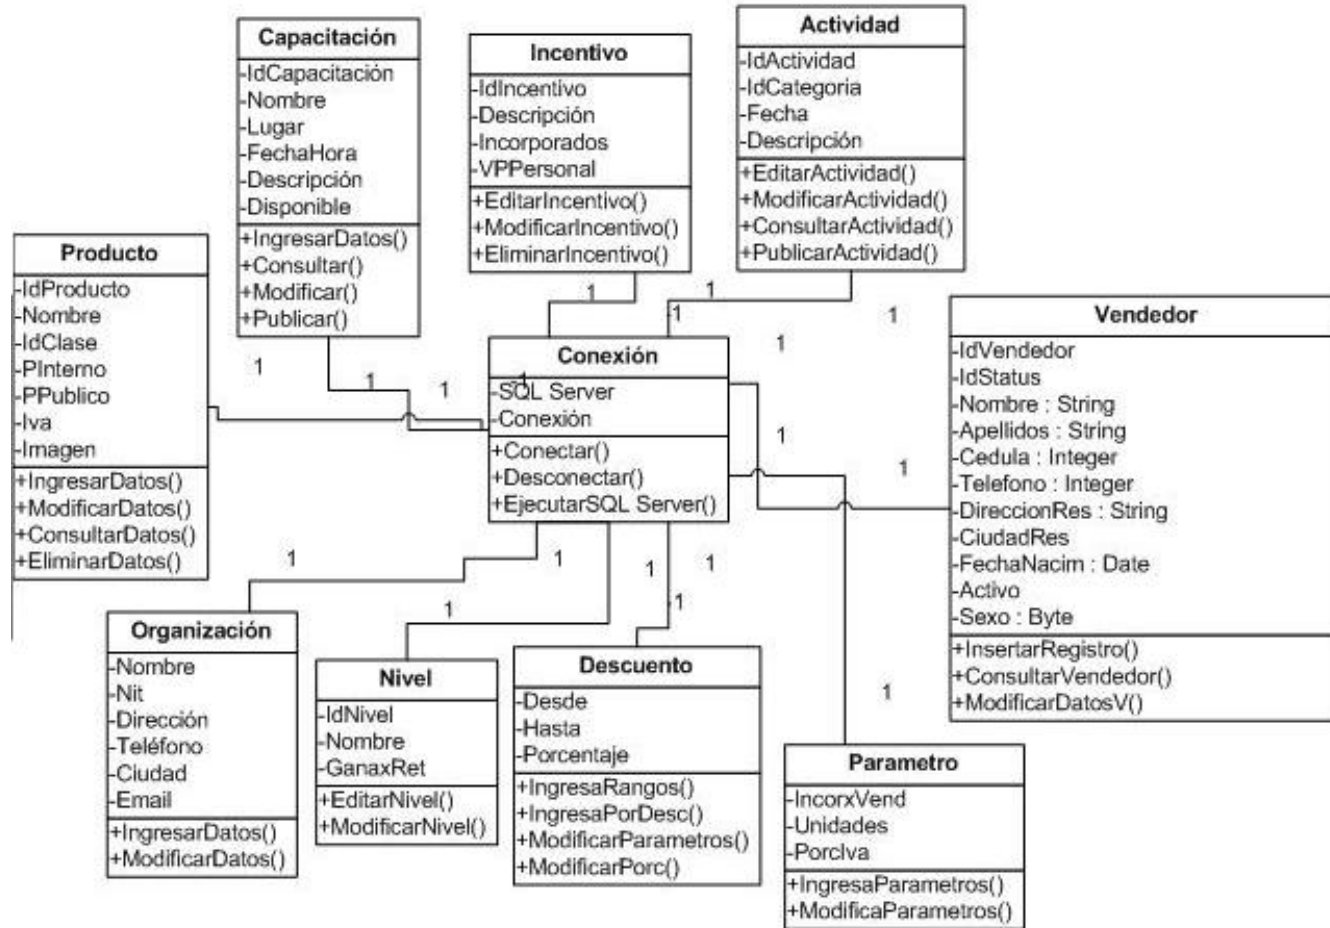 Capacitación
-IdCapacitación
-Nombre
-Lugar
-FechaHora
-Descripción
-Disponible
+IngresarDatos()
+Consultar()
+Modificar()
+Publicar()
Incentivo
-IdIncentivo
-Descripción
-Incorporados
-VPPersonal
+EditarIncentivo()
+ModificarIncentivo()
+EliminarIncentivo()
Actividad
-IdActividad
-IdCategoria
-Fecha
-Descripción
+EditarActividad()
+ModificarActividad()
+ConsultarActividad()
+PublicarActividad()
Producto
-IdProducto
-Nombre
-IdClase
-PInterno
-PPublico
-Iva
-Imagen
+IngresarDatos()
+ModificarDatos()
+ConsultarDatos()
+EliminarDatos()
1
1
1
1
1
1
1
1
1
1
Conexión
-SQL Server
-Conexión
+Conectar()
+Desconectar()
+EjecutarSQL Server()
1
1
Vendedor
-IdVendedor
-IdStatus
-Nombre : String
-Apellidos : String
-Cedula : Integer
-Telefono : Integer
-DireccionRes : String
-CiudadRes
-FechaNacim : Date
-Activo
-Sexo : Byte
+InsertarRegistro()
+ConsultarVendedor()
+ModificarDatosV()
1
1
1
1
1
1
1
Organización
-Nombre
-Nit
-Dirección
-Teléfono
-Ciudad
-Email
+IngresarDatos()
+ModificarDatos()
Nivel
-IdNivel
-Nombre
-GanaxRet
+EditarNivel()
+ModificarNivel()
Descuento
-Desde
-Hasta
-Porcentaje
+IngresaRangos()
+IngresaPorDesc()
+ModificarParametros()
+ModificarPorc()
Parametro
-IncorxVend
-Unidades
-PorcIva
+IngresaParametros()
+ModificaParametros()